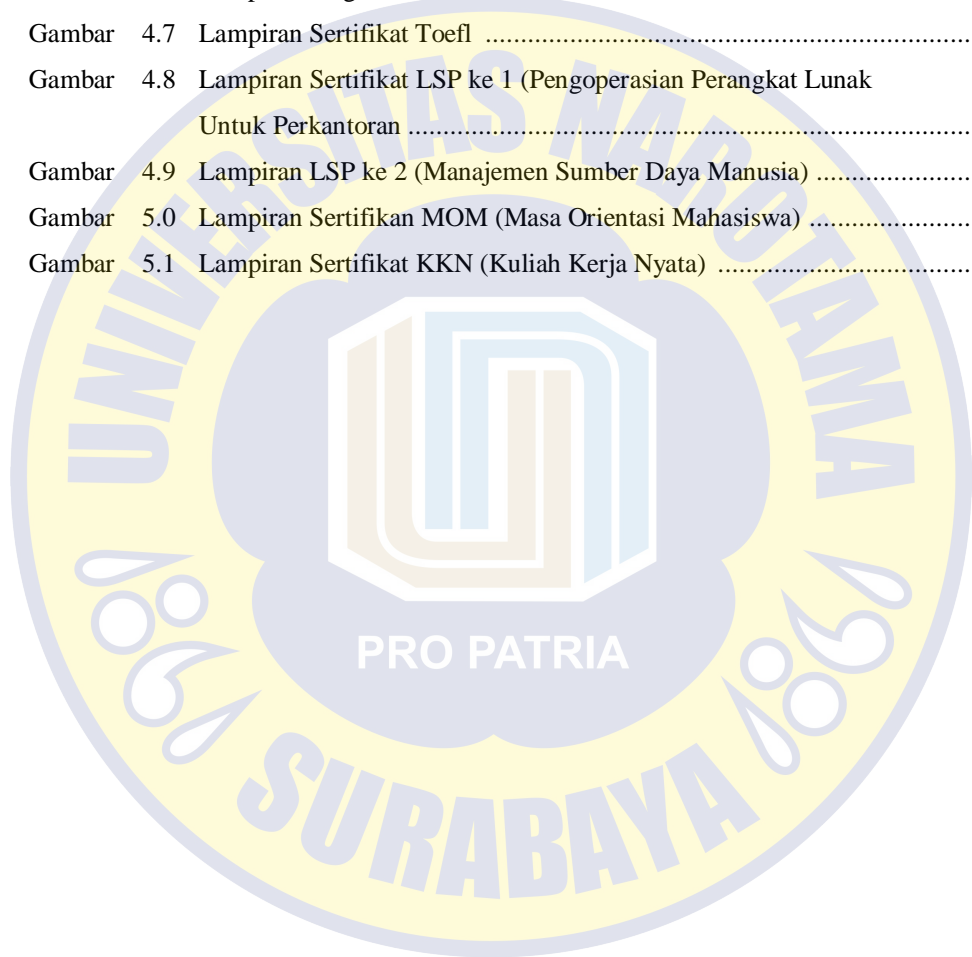 Gambar 4.7 Lampiran Sertifikat Toefl ....................................................................................
Gambar 4.8 Lampiran Sertifikat LSP ke 1 (Pengoperasian Perangkat Lunak
Untuk Perkantoran ..................................................................................................
Gambar 4.9 Lampiran LSP ke 2 (Manajemen Sumber Daya Manusia) ......................
Gambar 5.0 Lampiran Sertifikan MOM (Masa Orientasi Mahasiswa) .......................
Gambar 5.1 Lampiran Sertifikat KKN (Kuliah Kerja Nyata) ......................................
UNIVERSITAS NAROTAMA
PRO PATRIA
SURABAYA